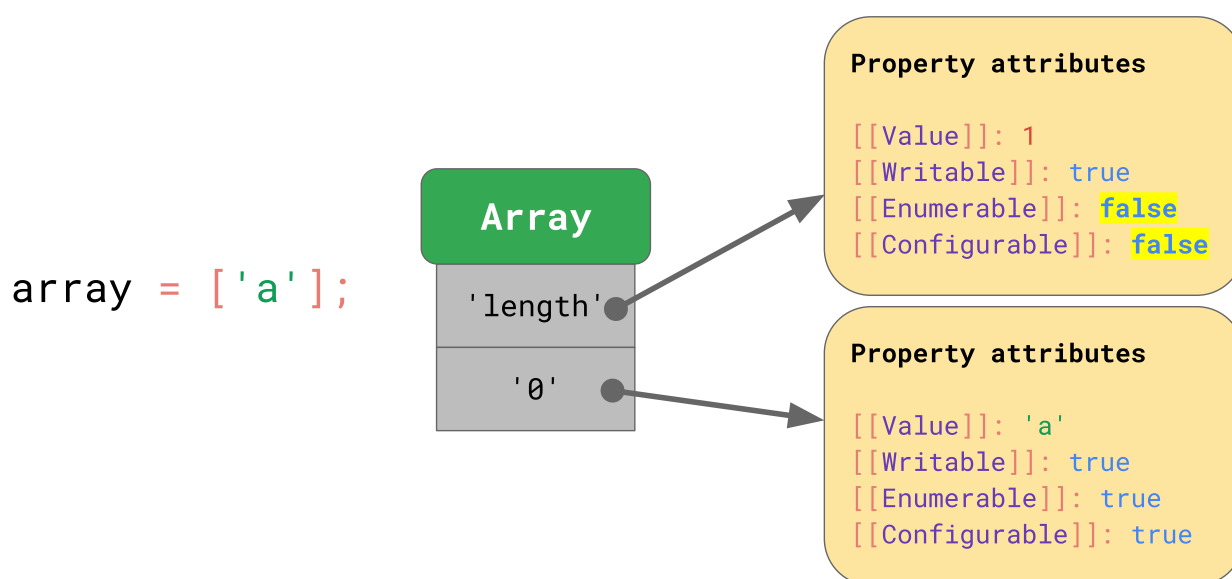 array = ['a'];
Array
'length'
'0'
Property attributes
[[Value]]: 1
[[Writable]]: true
[[Enumerable]]: false
[[Configurable]]: false
Property attributes
[[Value]]: 'a'
[[Writable]]: true
[[Enumerable]]: true
[[Configurable]]: true